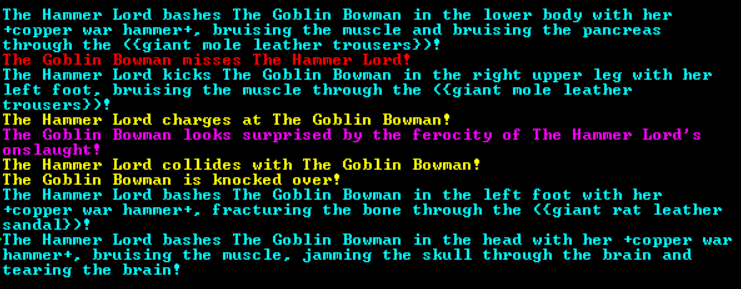 The Hammer Lord bashes The Goblin Bowman in the lower body with her
+copper war hammer+, bruising the muscle and bruising the pancreas
through the ({giant mole leather trousers})!
The Goblin Bowman misses The Hammer Lord!
The Hammer Lord kicks The Goblin Bowman in the right upper leg with her
left foot, bruising the muscle through the ({giant mole leather
trousers})!
The Hammer Lord charges at The Goblin Bowman!
The Goblin Bowman looks surprised by the ferocity of The Hammer Lord's
onslaught!
The Hammer Lord collides with The Goblin Bowman!
The Goblin Bowman is knocked over!
The Hammer Lord bashes The Goblin Bowman in the left foot with her
+copper war hammer+, fracturing the bone through the ({giant rat leather
sandal})!
The Hammer Lord bashes The Goblin Bowman in the head with her +copper war
hammer+, bruising the muscle, jamming the skull through the brain and
tearing the brain!